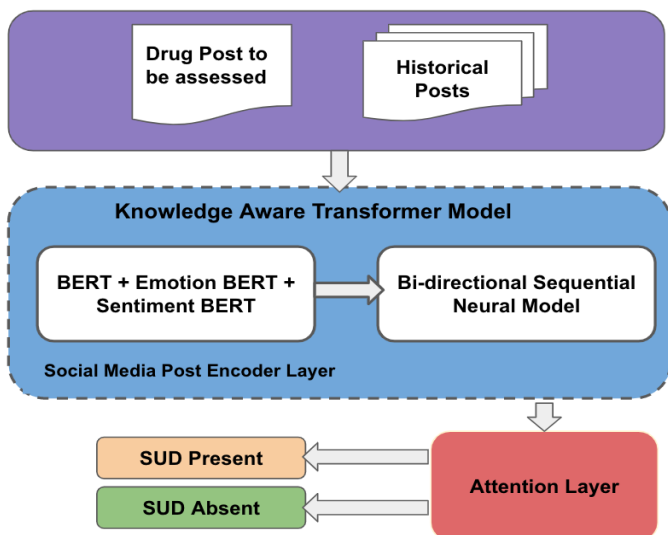 Drug Post to
be assessed
Historical
Posts
Knowledge Aware Transformer Model
BERT + Emotion BERT +
Sentiment BERT
Bi-directional Sequential
Neural Model
Social Media Post Encoder Layer
SUD Present
SUD Absent
Attention Layer